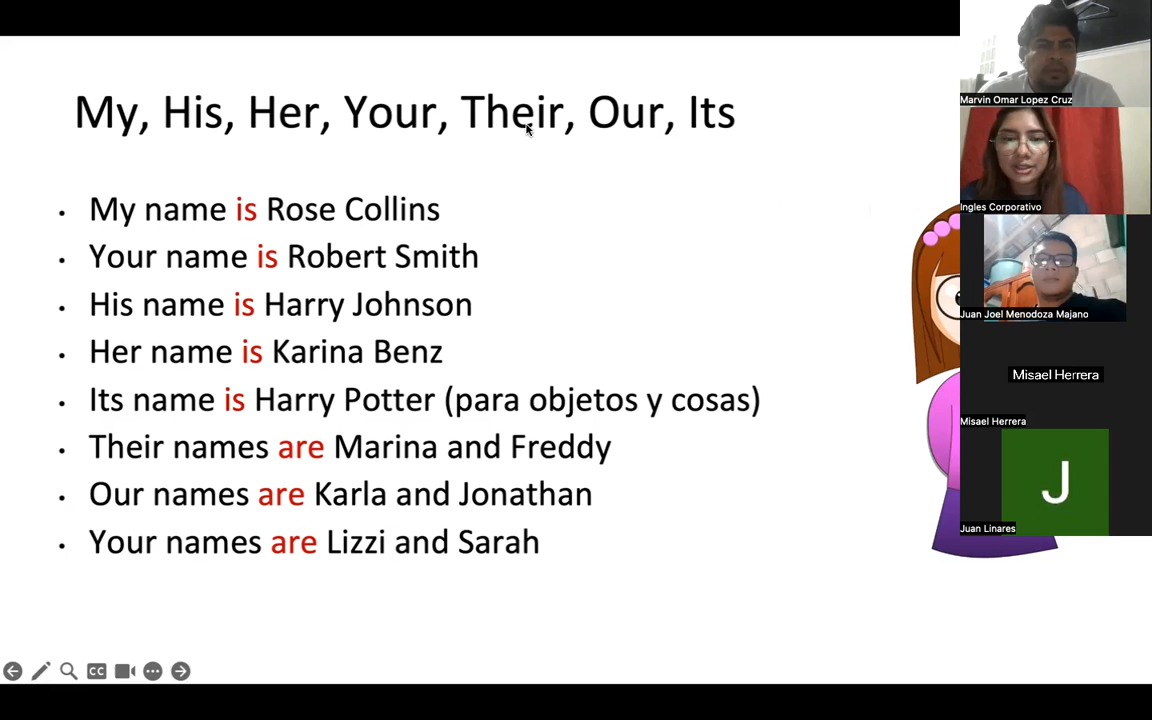 My, His, Her, Your, Their, Our, Its
• My name is Rose Collins
• Your name is Robert Smith
• His name is Harry Johnson
• Her name is Karina Benz
• Its name is Harry Potter (para objetos y cosas)
• Their names are Marina and Freddy
• Our names are Karla and Jonathan
• Your names are Lizzi and Sarah
CC
Marvin Omar Lopez Cruz
Ingles Corporativo
Juan Joel Menodoza Majano
Misael Herrera
Misael Herrera
J
Juan Linares